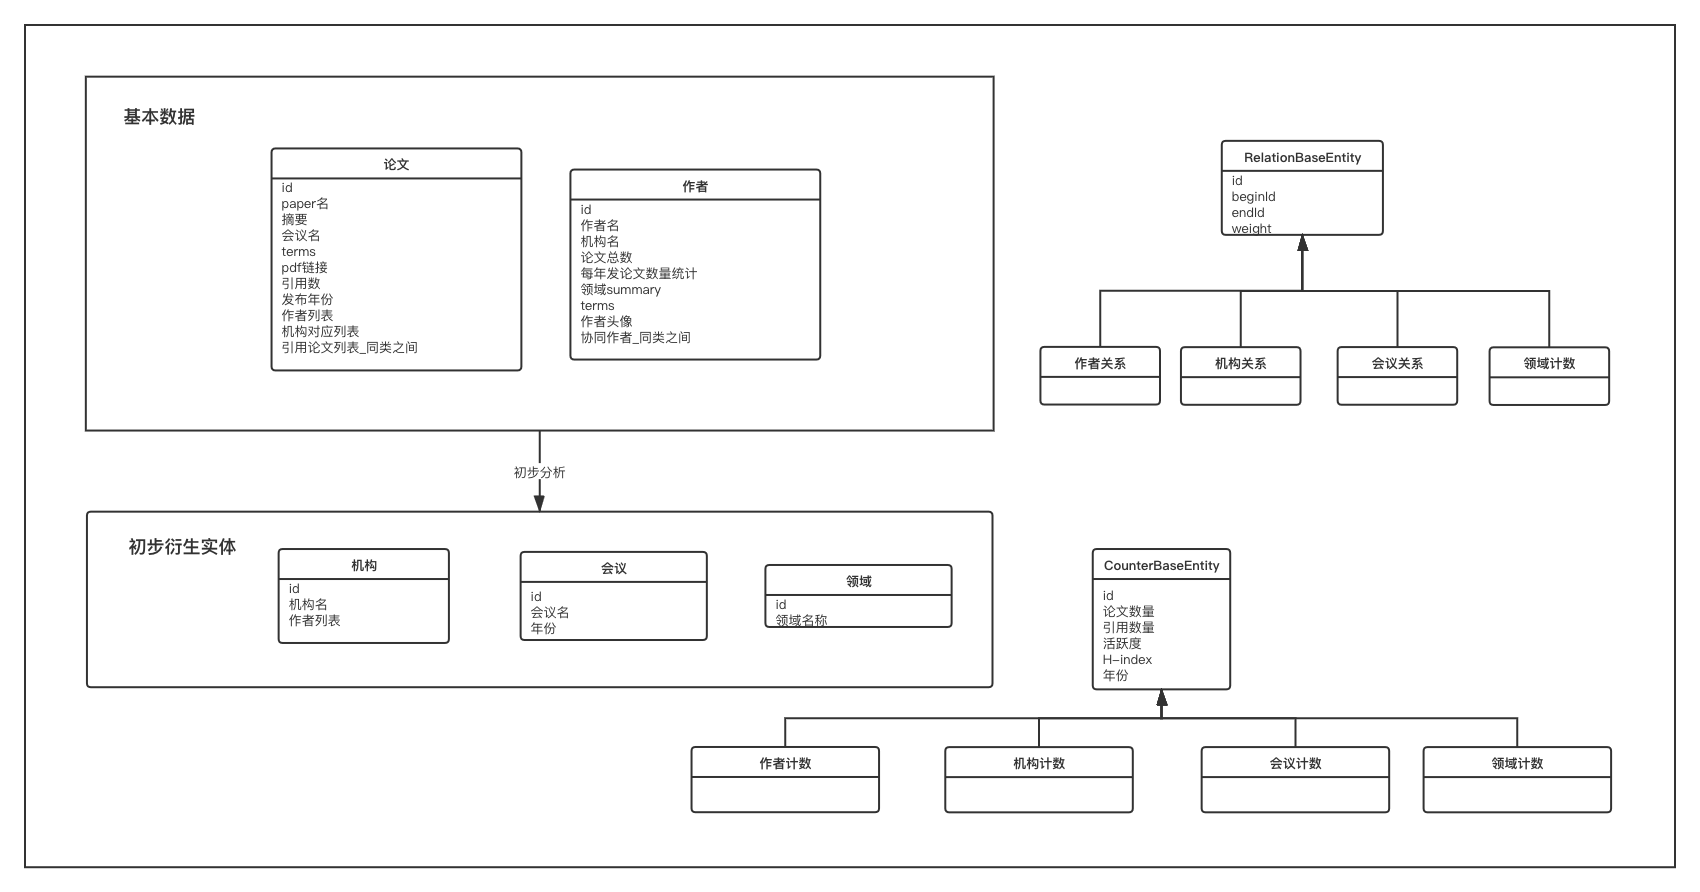 基本数据
论文
id
paper名
摘要
会议名
terms
pdf链接
引用数
发布年份
作者列表
机构对应列表
引用论文列表_同类之间
作者
id
作者名
机构名
论文总数
每年发论文数量统计
领域summary
terms
作者头像
协同作者_同类之间
RelationBaseEntity
id
beginId
endId
weight
作者关系
机构关系
会议关系
领域计数
初步分析
初步衍生实体
机构
id
机构名
作者列表
会议
id
会议名
年份
领域
id
领域名称
CounterBaseEntity
id
论文数量
引用数量
活跃度
H-index
年份
作者计数
机构计数
会议计数
领域计数